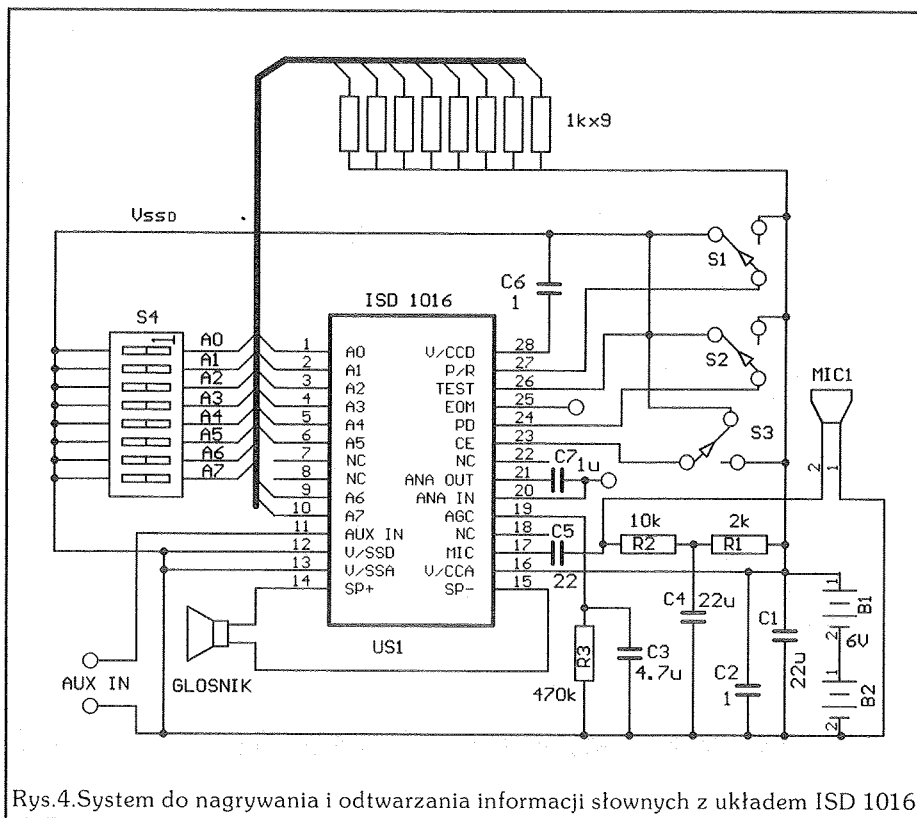 1kx9
VSSD
S1
C6
1
ISD 1016
S4
A0
A1
A2
A3
A4
A5
A6
A7
1
2
3
4
5
6
7
8
9
10
11
12
13
14
A0
A1
A2
A3
A4
A5
NC
NC
A6
A7
AUX IN
V/SSD
V/SSA
SP+
V/CCD
P/R
TEST
EOM
PD
CE
NC
ANA OUT
ANA IN
AGC
NC
MIC
V/CCA
SP-
28
27
26
25
24
23
22
21
20
19
18
17
16
15
S2
MIC1
S3
2
1
C7
1u
C5
22
10k
R2
2k
R1
C4
22u
C1
22u
1
B1
2
6V
1
B2
2
US1
R3
470k
C3
4.7u
C2
1
GLOSNIK
AUX IN
Rys.4.System do nagrywania i odtwarzania informacji słownych z układem ISD 1016